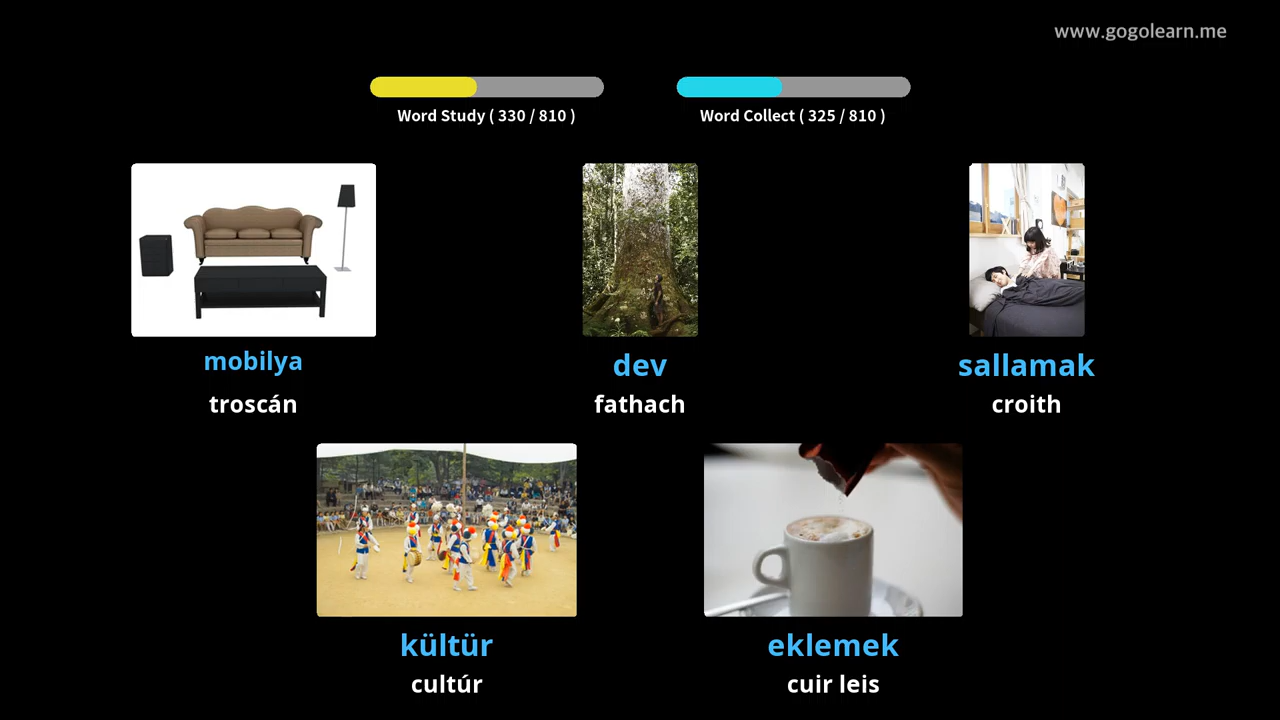 www.gogolearn.me
Word Study ( 330 / 810 )
Word Collect ( 325 / 810 )
mobilya
troscán
dev
fathach
sallamak
croith
kültür
cultúr
eklemek
cuir leis